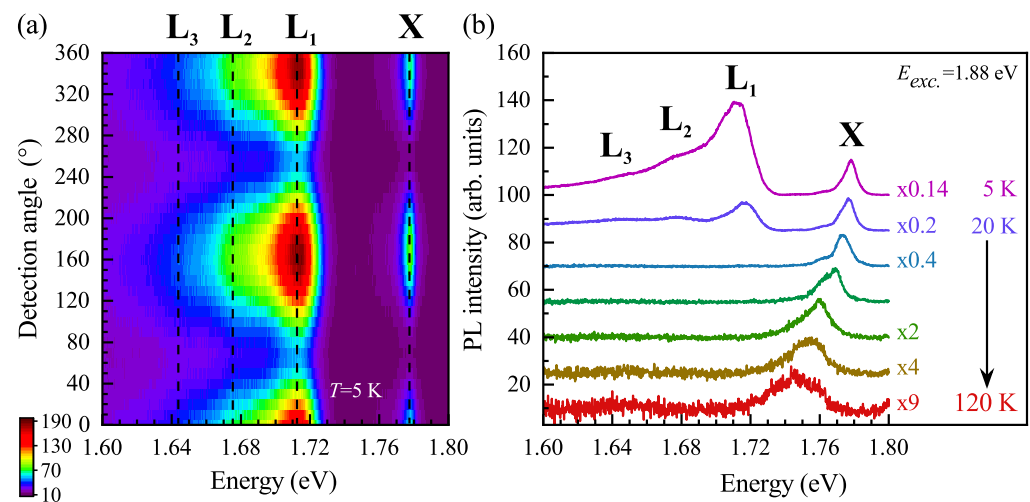 (a)
L3 L2 L1 X
360
320
280
240
200
160
120
80
40
0
Detection angle (°)
T=5 K
1.60 1.64 1.68 1.72 1.76 1.80
Energy (eV)
190
130
70
10
(b)
160
140
120
100
80
60
40
20
PL intensity (arb. units)
Eexc.=1.88 eV
L1
L2
L3
X
x0.14 5 K
x0.2 20 K
x0.4
x2
x4
x9 120 K
1.60 1.64 1.68 1.72 1.76 1.80
Energy (eV)